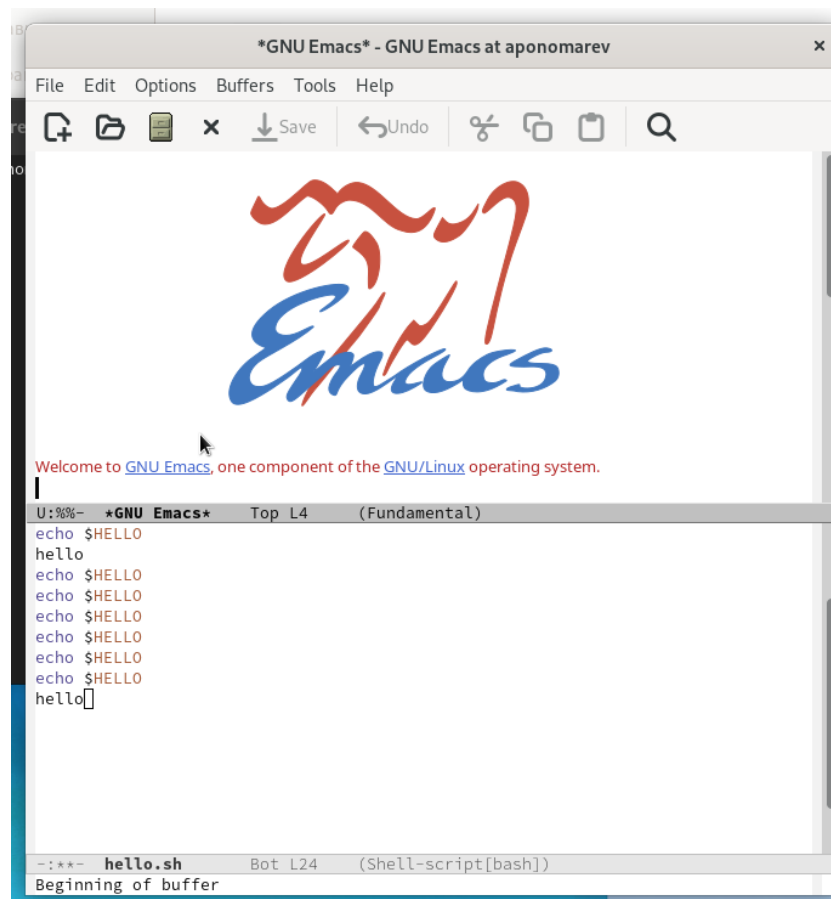 *GNU Emacs* - GNU Emacs at aponomarev ×
File Edit Options Buffers Tools Help
Save Undo
Emacs
Welcome to GNU Emacs, one component of the GNU/Linux operating system.
U:%%- *GNU Emacs* Top L4 (Fundamental)
echo $HELLO
hello
echo $HELLO
echo $HELLO
echo $HELLO
echo $HELLO
echo $HELLO
echo $HELLO
hello
-:**- hello.sh Bot L24 (Shell-script[bash])
Beginning of buffer